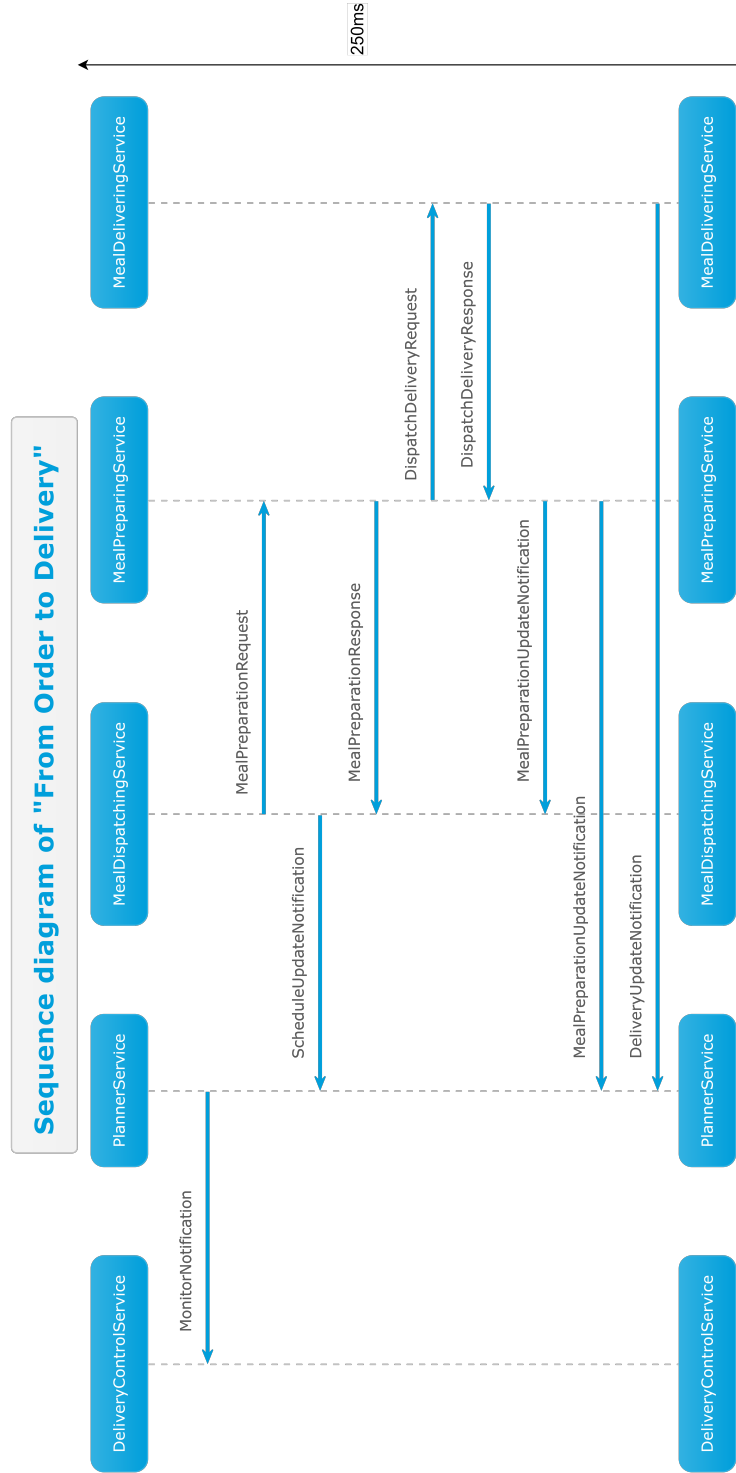 Sequence diagram of "From Order to Delivery"
DeliveryControlService
PlannerService
MealDispatchingService
MealPreparingService
MealDeliveringService
250ms
MonitorNotification
MealPreparationRequest
ScheduleUpdateNotification
MealPreparationResponse
DispatchDeliveryRequest
DispatchDeliveryResponse
MealPreparationUpdateNotification
MealPreparationUpdateNotification
DeliveryUpdateNotification
DeliveryControlService
PlannerService
MealDispatchingService
MealPreparingService
MealDeliveringService